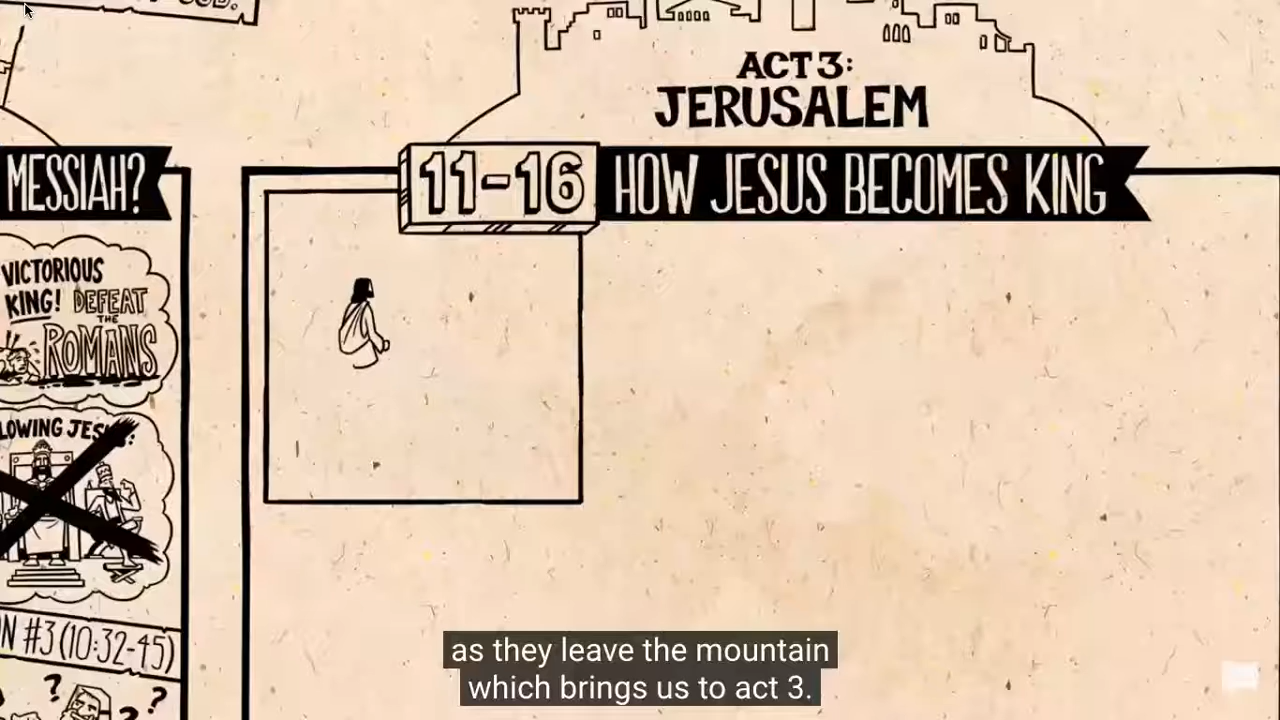 ACT 3:
JERUSALEM
MESSIAH?
11-16 HOW JESUS BECOMES KING
VICTORIOUS
KING! DEFEAT
THE
ROMANS
#3 (10:32-45)
? ?
?
as they leave the mountain
which brings us to act 3.